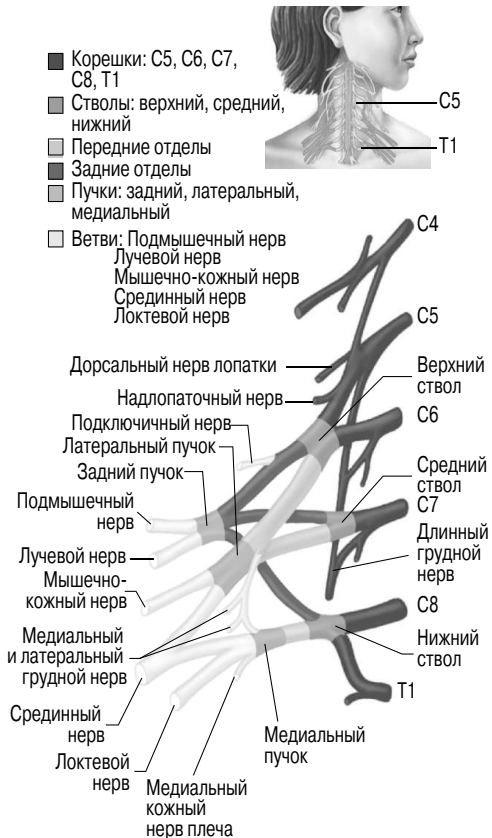 Корешки: C5, C6, C7,
C8, T1
Стволы: верхний, средний,
нижний
Передние отделы
Задние отделы
Пучки: задний, латеральный,
медиальный
Ветви: Подмышечный нерв
Лучевой нерв
Мышечно-кожный нерв
Срединный нерв
Локтевой нерв
C5
T1
C4
C5
Дорсальный нерв лопатки
Верхний
ствол
Надлопаточный нерв
C6
Подключичный нерв
Латеральный пучок
Задний пучок
Средний
ствол
Подмышечный
нерв
C7
Лучевой нерв
Длинный
грудной
нерв
Мышечно-
кожный нерв
C8
Медиальный
и латеральный
грудной нерв
Нижний
ствол
T1
Срединный
нерв
Медиальный
пучок
Локтевой
нерв
Медиальный
кожный
нерв плеча